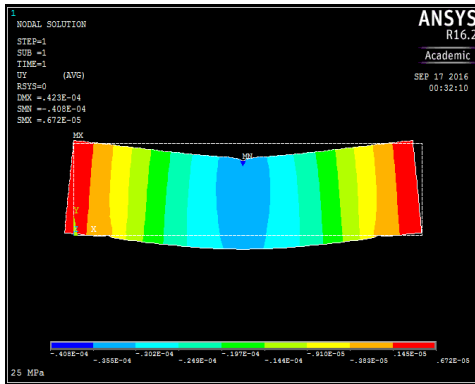 1
NODAL SOLUTION
STEP=1
SUB =1
TIME=1
UY (AVG)
RSYS=0
DMX =.423E-04
SMN =-.408E-04
SMX =.672E-05
ANSYS
R16.2
Academic
SEP 17 2016
00:32:10
MX
MN
Y
X
-.408E-04 -.302E-04 -.197E-04 -.910E-05 .145E-05
-.355E-04 -.249E-04 -.144E-04 -.383E-05 .672E-05
25 MPa